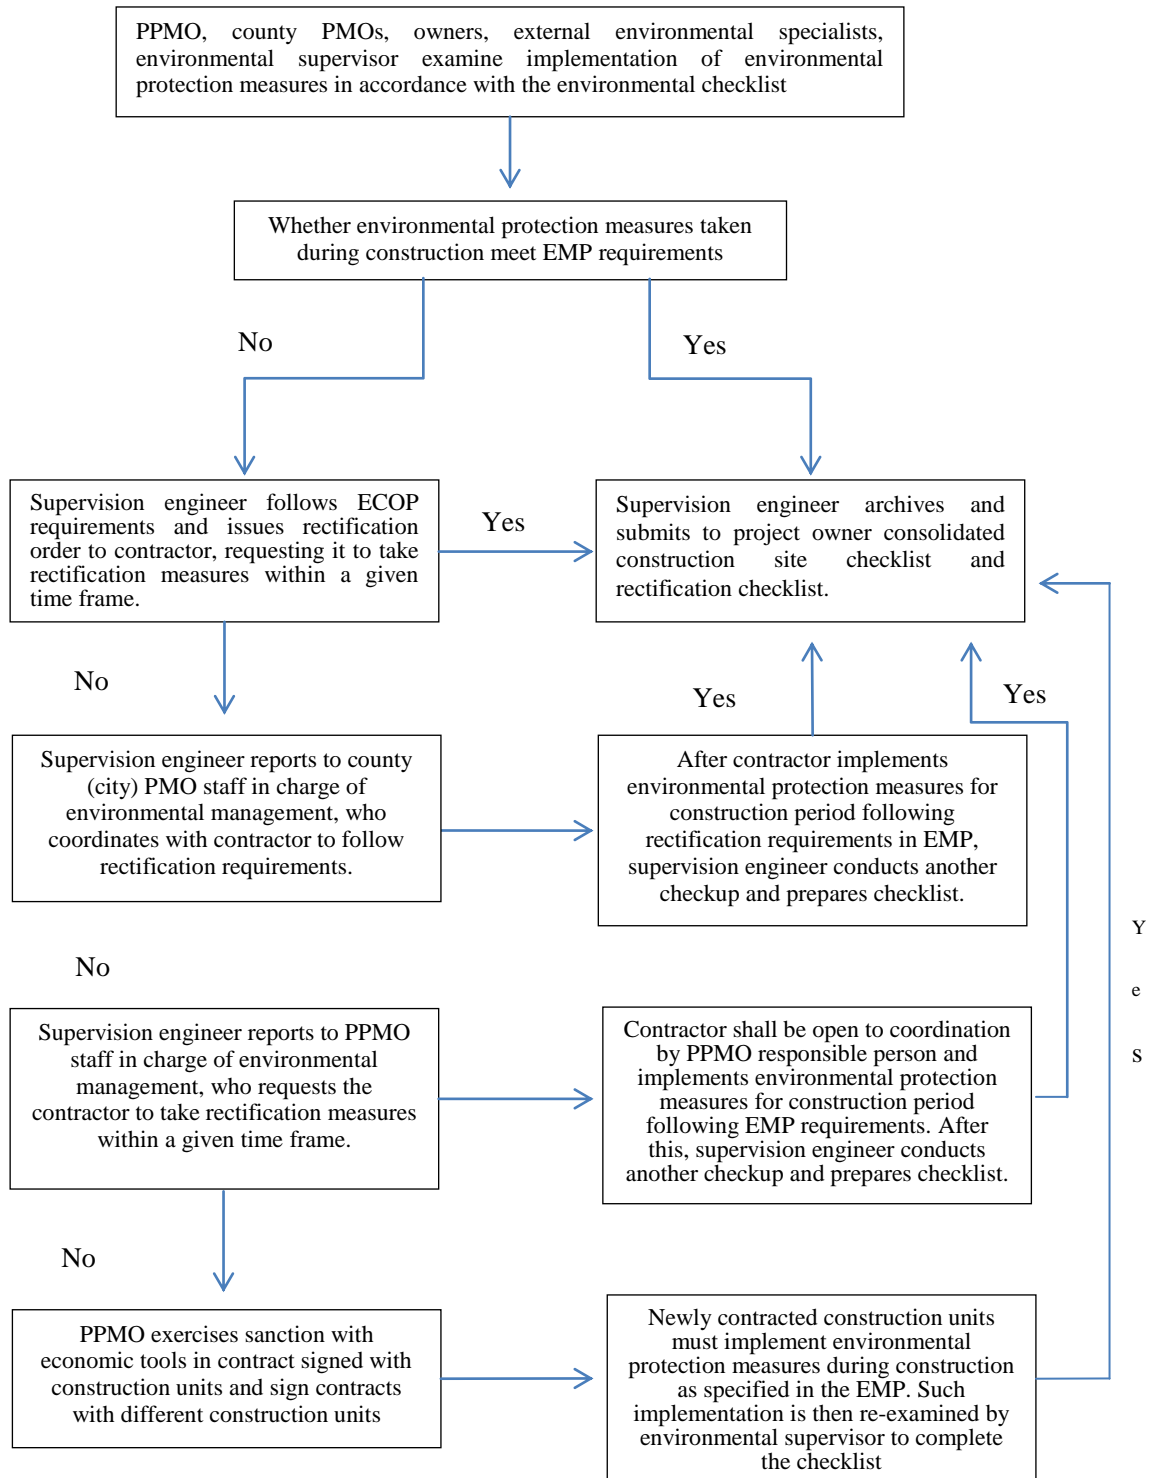 PPMO, county PMOs, owners, external environmental specialists,
environmental supervisor examine implementation of environmental
protection measures in accordance with the environmental checklist
Whether environmental protection measures taken
during construction meet EMP requirements
No
Yes
Supervision engineer follows ECOP
requirements and issues rectification
order to contractor, requesting it to take
rectification measures within a given
time frame.
Yes
Supervision engineer archives and
submits to project owner consolidated
construction site checklist and
rectification checklist.
No
Yes
Yes
Supervision engineer reports to county
(city) PMO staff in charge of
environmental management, who
coordinates with contractor to follow
rectification requirements.
After contractor implements
environmental protection measures for
construction period following
rectification requirements in EMP,
supervision engineer conducts another
checkup and prepares checklist.
Y
e
s
No
Supervision engineer reports to PPMO
staff in charge of environmental
management, who requests the
contractor to take rectification measures
within a given time frame.
Contractor shall be open to coordination
by PPMO responsible person and
implements environmental protection
measures for construction period
following EMP requirements. After
this, supervision engineer conducts
another checkup and prepares checklist.
No
PPMO exercises sanction with
economic tools in contract signed with
construction units and sign contracts
with different construction units
Newly contracted construction units
must implement environmental
protection measures during construction
as specified in the EMP. Such
implementation is then re-examined by
environmental supervisor to complete
the checklist